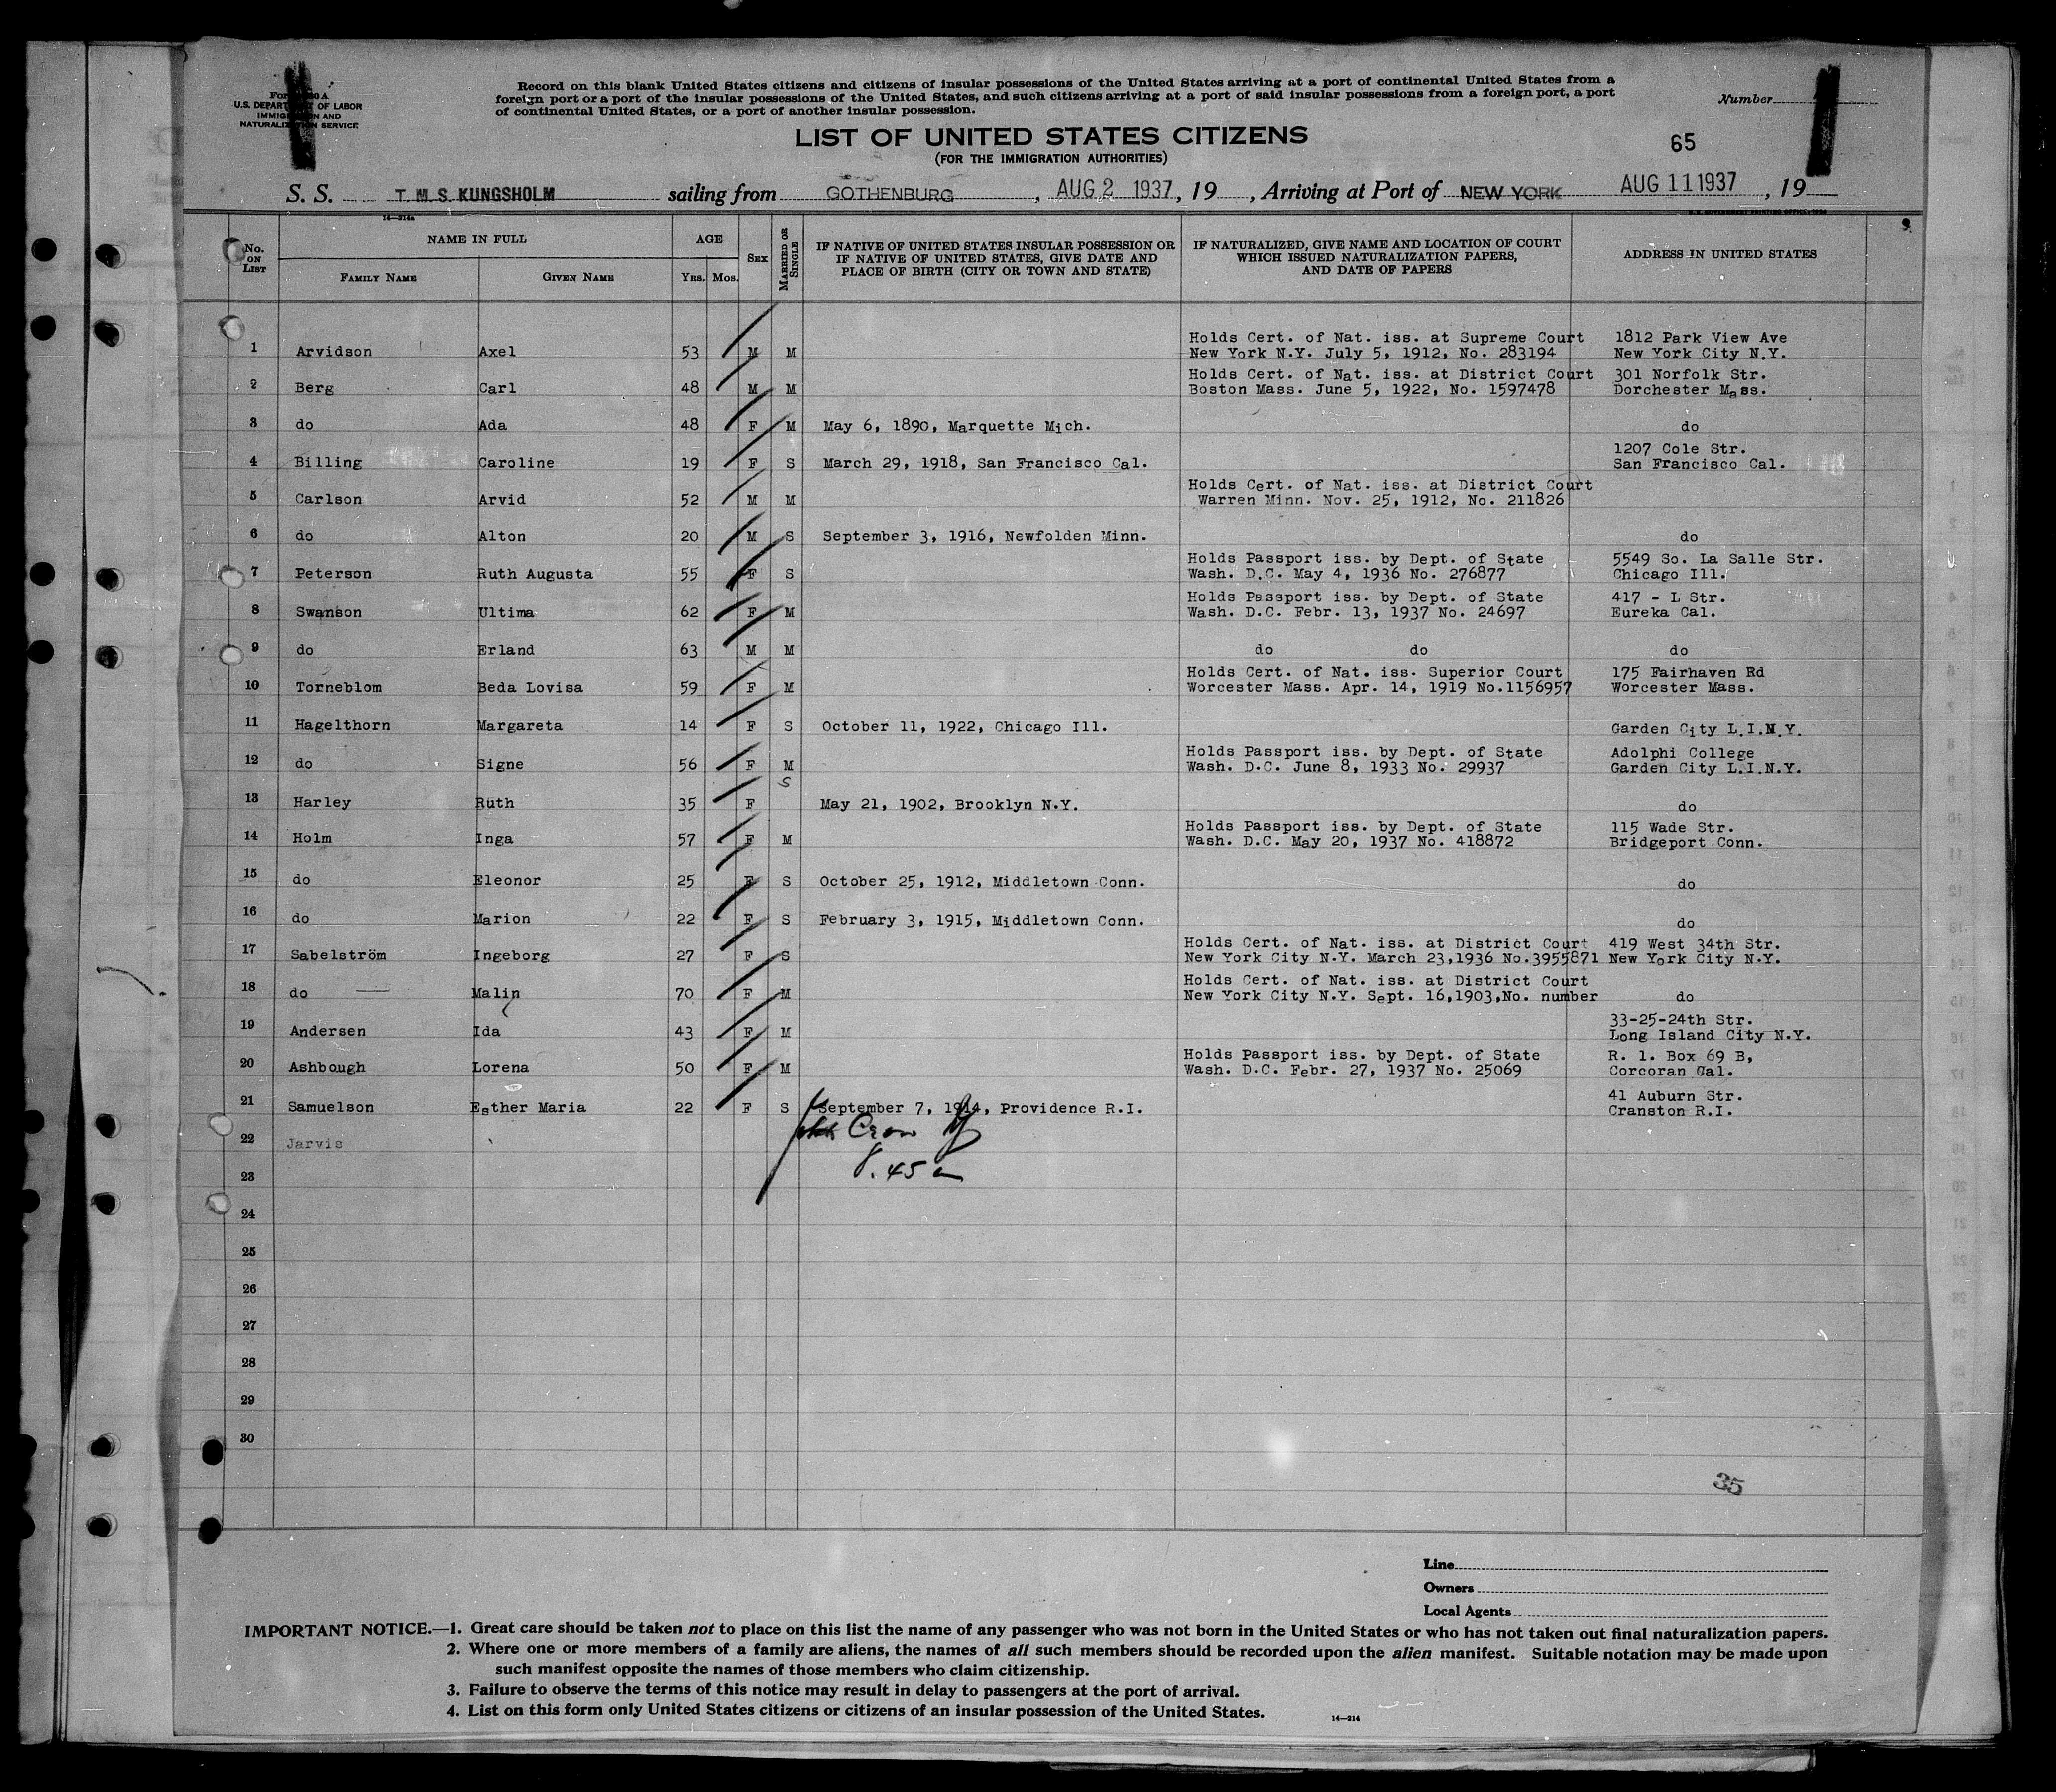 Record on this blank United States citizens and citizens of insular possessions of the United States arriving at a port of continental United States from a
foreign port or a port of the insular possessions of the United States, and such citizens arriving at a port of said insular possessions from a foreign port, a port
of continental United States, or a port of another insular possession.
U.S. DEPARTMENT OF LABOR
IMMIGRATION AND
NATURALIZATION SERVICE
Number
LIST OF UNITED STATES CITIZENS
(FOR THE IMMIGRATION AUTHORITIES)
65
S. S. T.M.S. KUNGSHOLM sailing from GOTHENBURG, AUG 2 1937, 19 , Arriving at Port of NEW YORK AUG 11 1937, 19
14—214a
9
No. ON LIST NAME IN FULL AGE SEX MARRIED OR SINGLE
FAMILY NAME GIVEN NAME YRS. MOS.
IF NATIVE OF UNITED STATES INSULAR POSSESSION OR
IF NATIVE OF UNITED STATES, GIVE DATE AND
PLACE OF BIRTH (CITY OR TOWN AND STATE)
IF NATURALIZED, GIVE NAME AND LOCATION OF COURT
WHICH ISSUED NATURALIZATION PAPERS,
AND DATE OF PAPERS
ADDRESS IN UNITED STATES
Holds Cert. of Nat. iss. at Supreme Court 1812 Park View Ave
1 Arvidson Axel 53 M M New York N.Y. July 5, 1912, No. 283194 New York City N.Y.
Holds Cert. of Nat. iss. at District Court 301 Norfolk Str.
2 Berg Carl 48 M M Boston Mass. June 5, 1922, No. 1597478 Dorchester Mass.
3 do Ada 48 F M May 6, 1890, Marquette Mich. do
1207 Cole Str.
4 Billing Caroline 19 F S March 29, 1918, San Francisco Cal. San Francisco Cal.
Holds Cert. of Nat. iss. at District Court
5 Carlson Arvid 52 M M Warren Minn. Nov. 25, 1912, No. 211826
6 do Alton 20 M S September 3, 1916, Newfolden Minn. do
Holds Passport iss. by Dept. of State 5549 So. La Salle Str.
7 Peterson Ruth Augusta 55 F S Wash. D.C. May 4, 1936 No. 276877 Chicago Ill.
Holds Passport iss. by Dept. of State 417 - L Str.
8 Swanson Ultima 62 F M Wash. D.C. Febr. 13, 1937 No. 24697 Eureka Cal.
9 do Erland 63 M M do do do
Holds Cert. of Nat. iss. Superior Court 175 Fairhaven Rd
10 Torneblom Beda Lovisa 59 F M Worcester Mass. Apr. 14, 1919 No.1156957 Worcester Mass.
11 Hagelthorn Margareta 14 F S October 11, 1922, Chicago Ill. Garden City L.I.N.Y.
Holds Passport iss. by Dept. of State Adolphi College
12 do Signe 56 F M Wash. D.C. June 8, 1933 No. 29937 Garden City L.I.N.Y.
13 Harley Ruth 35 F S May 21, 1902, Brooklyn N.Y. do
Holds Passport iss. by Dept. of State 115 Wade Str.
14 Holm Inga 57 F M Wash. D.C. May 20, 1937 No. 418872 Bridgeport Conn.
15 do Eleonor 25 F S October 25, 1912, Middletown Conn. do
16 do Marion 22 F S February 3, 1915, Middletown Conn. do
Holds Cert. of Nat. iss. at District Court 419 West 34th Str.
17 Sabelström Ingeborg 27 F S New York City N.Y. March 23,1936 No.3955871 New York City N.Y.
Holds Cert. of Nat. iss. at District Court
18 do Malin 70 F M New York City N.Y. Sept. 16,1903,No. number do
33-25-24th Str.
19 Andersen Ida 43 F M Long Island City N.Y.
Holds Passport iss. by Dept. of State R. 1. Box 69 B,
20 Ashbough Lorena 50 F M Wash. D.C. Febr. 27, 1937 No. 25069 Corcoran Cal.
41 Auburn Str.
21 Samuelson Esther Maria 22 F S September 7, 1914, Providence R.I. Cranston R.I.
22 Jarvis
8.45 a
23
24
25
26
27
28
29
30
35
Line
Owners
Local Agents
IMPORTANT NOTICE.—1. Great care should be taken not to place on this list the name of any passenger who was not born in the United States or who has not taken out final naturalization papers.
2. Where one or more members of a family are aliens, the names of all such members should be recorded upon the alien manifest. Suitable notation may be made upon
such manifest opposite the names of those members who claim citizenship.
3. Failure to observe the terms of this notice may result in delay to passengers at the port of arrival.
4. List on this form only United States citizens or citizens of an insular possession of the United States.
14—214